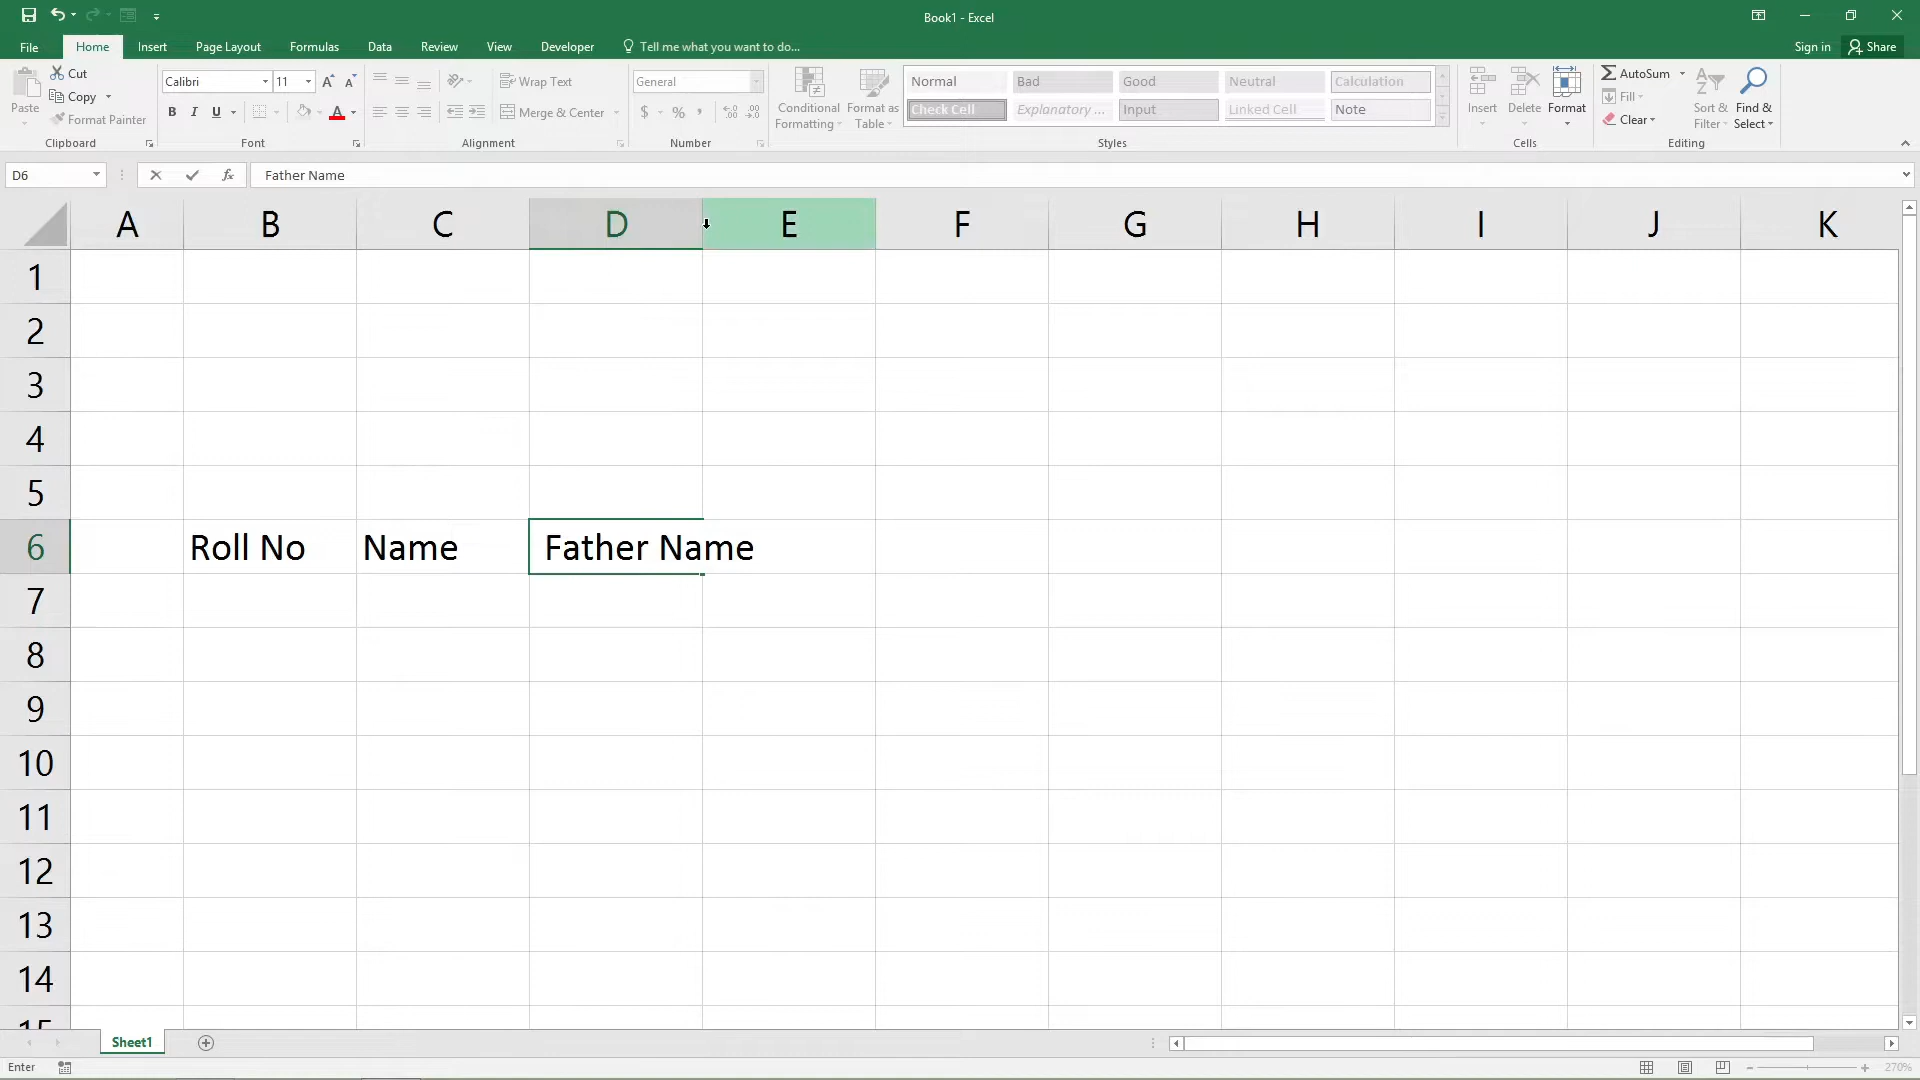 Book1 - Excel
File Home Insert Page Layout Formulas Data Review View Developer Tell me what you want to do... Sign in Share
Paste Cut Copy Format Painter Clipboard
Calibri 11 A A B I U A Font
Wrap Text Merge & Center Alignment
General $ % , Number
Conditional Formatting Format as Table
Normal Bad Good Neutral Calculation
Check Cell Explanatory ... Input Linked Cell Note
Styles
Insert Delete Format Cells
AutoSum Fill Clear Sort & Filter Find & Select Editing
D6 fx Father Name
A B C D E F G H I J K
1
2
3
4
5
6 Roll No Name Father Name
7
8
9
10
11
12
13
14
15
Sheet1
Enter 270%